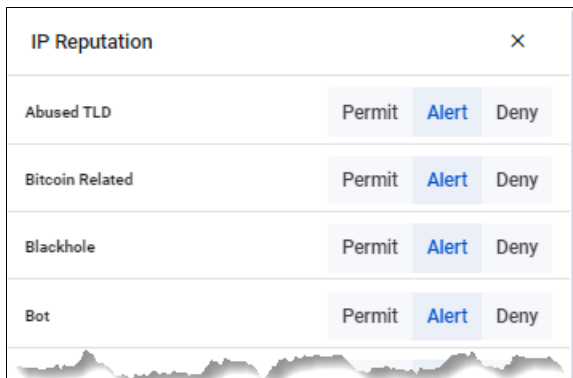 IP Reputation ×
Abused TLD Permit Alert Deny
Bitcoin Related Permit Alert Deny
Blackhole Permit Alert Deny
Bot Permit Alert Deny